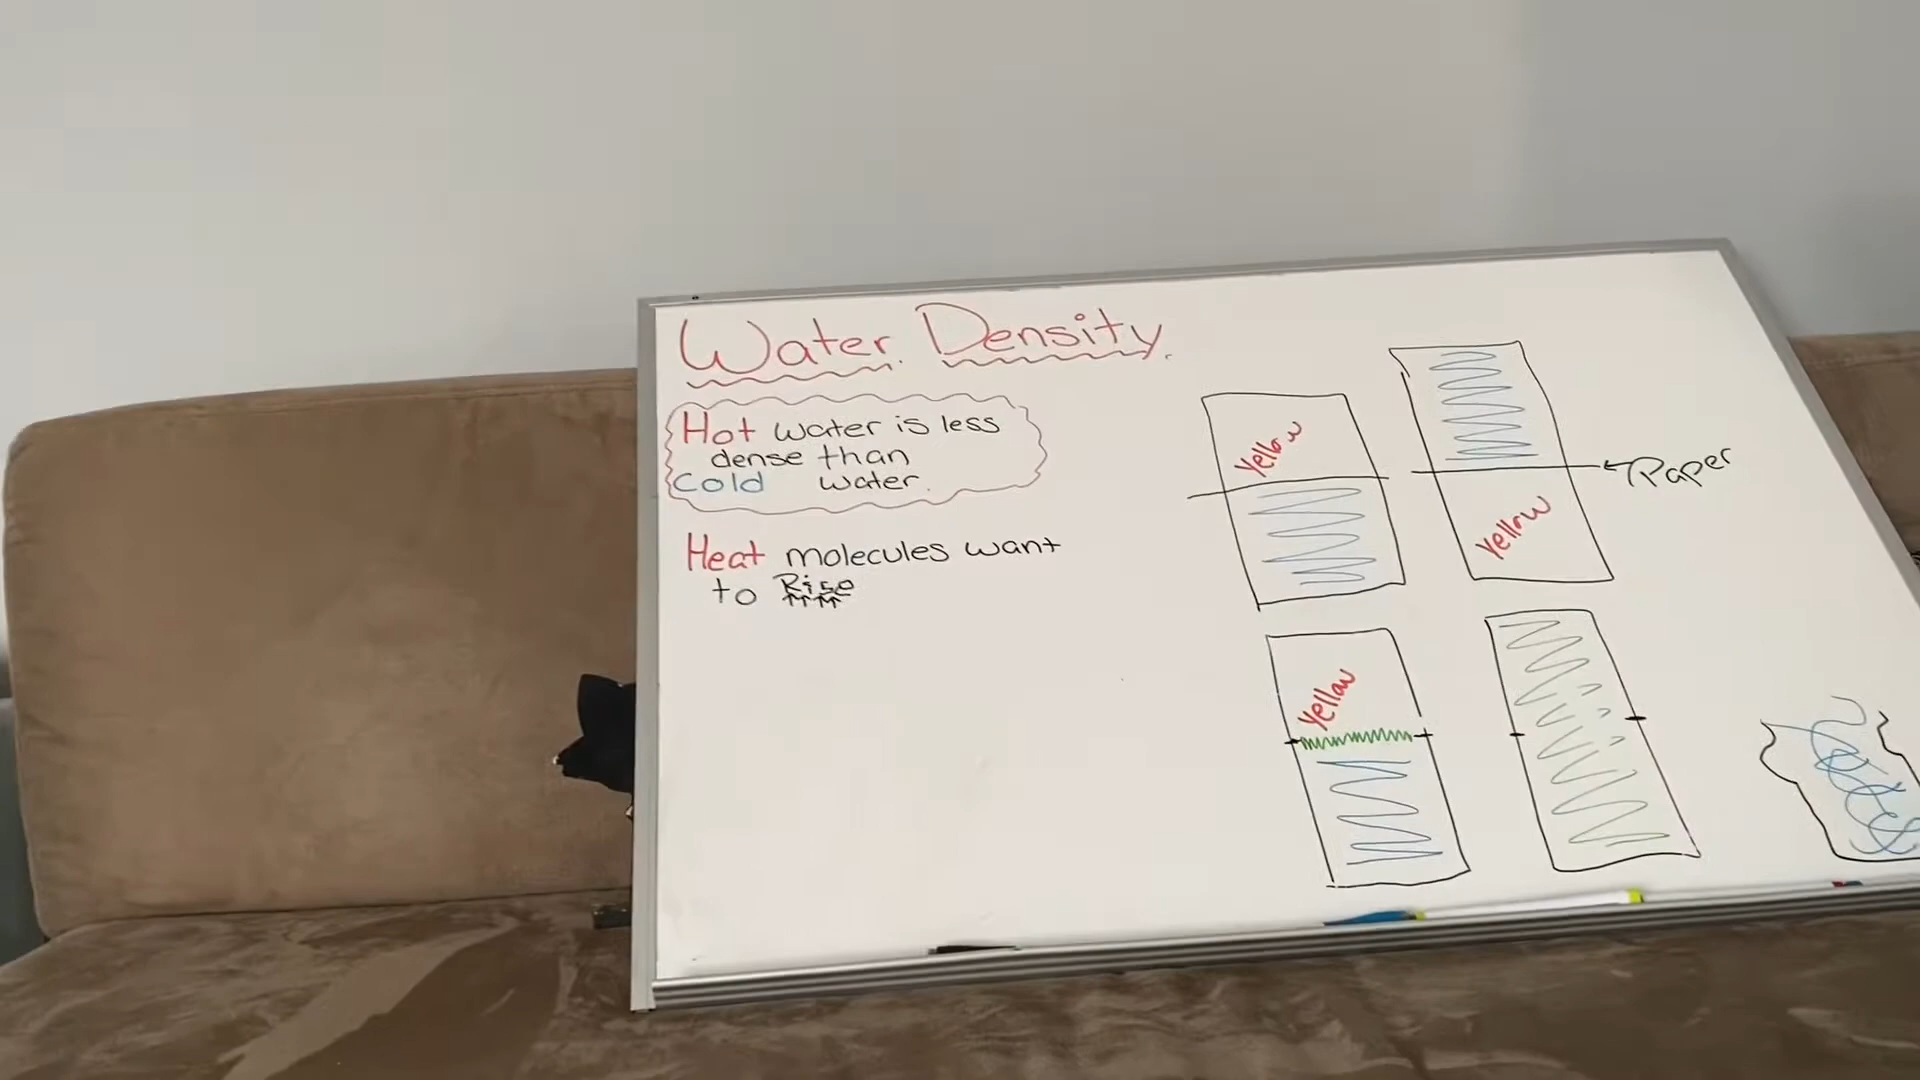 Water Density
Hot water is less
dense than
Cold water.
Heat molecules want
to Rise
Yellow
Paper
Yellow
Yellow